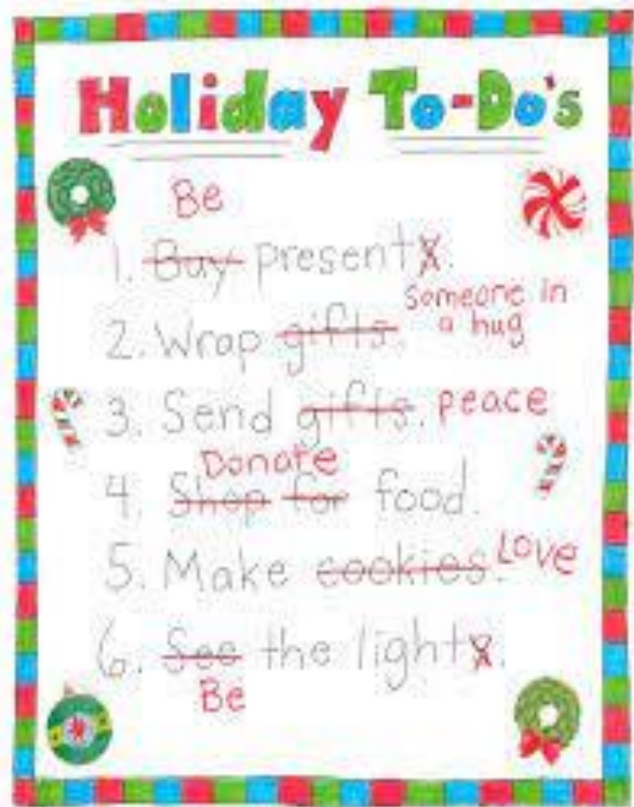 Holiday To-Do's
Be
1. Buy presents.
someone in
2. Wrap gifts. a hug
3. Send gifts. peace
Donate
4. Shop for food.
5. Make cookies. Love
6. See the lights.
Be